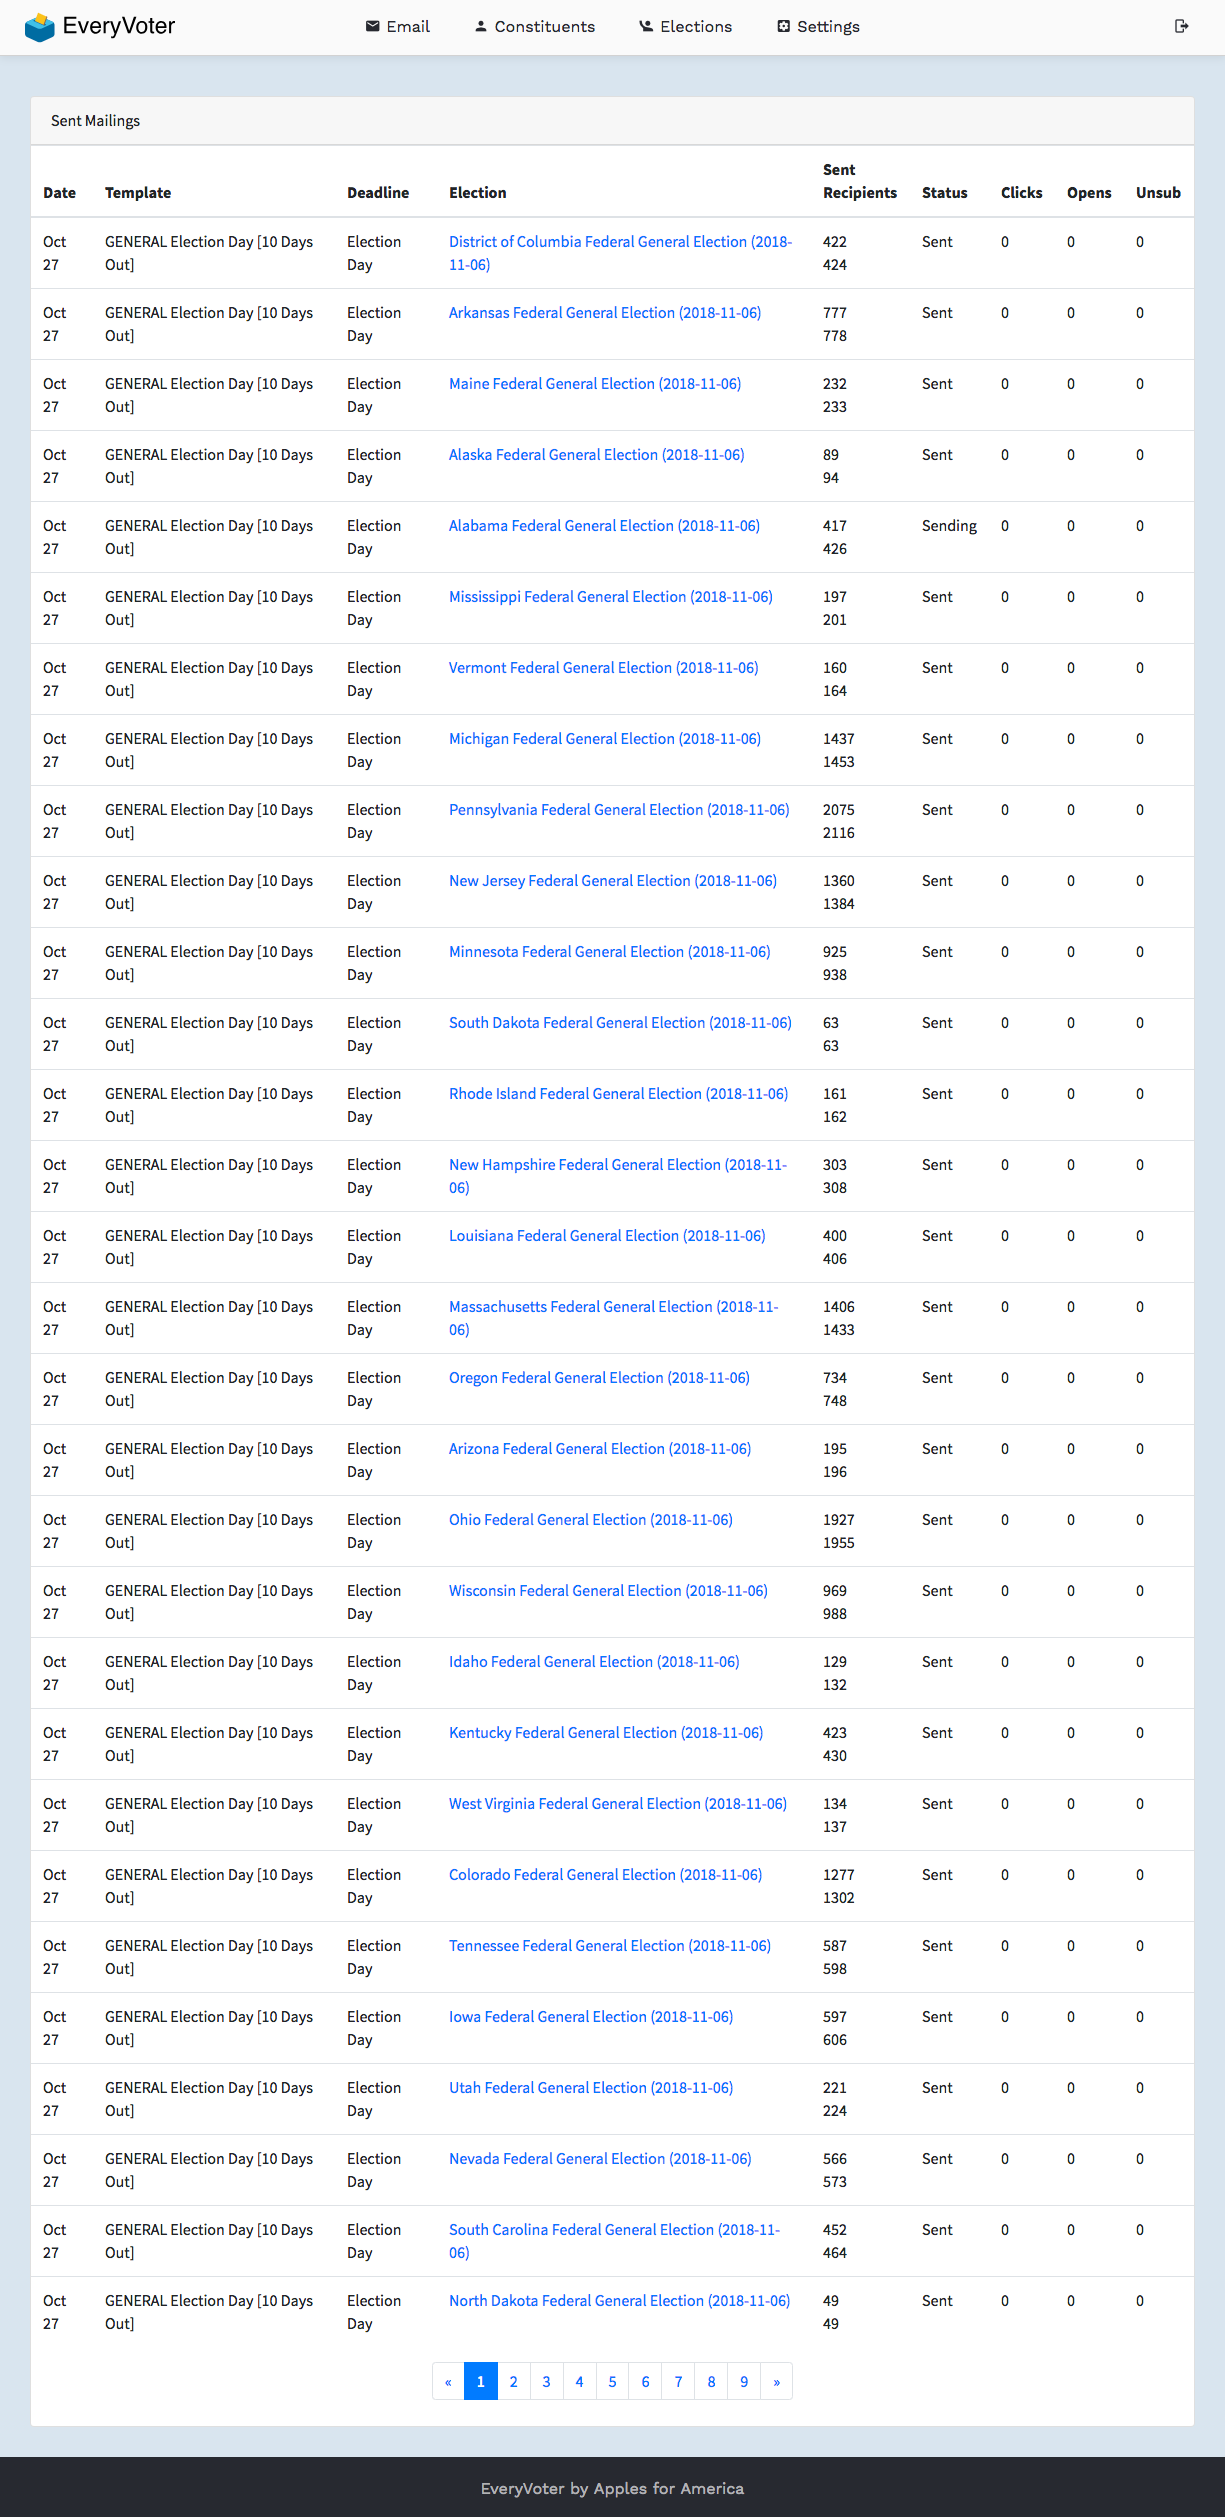 EveryVoter Email Constituents Elections Settings
Sent Mailings
Sent
Date Template Deadline Election Recipients Status Clicks Opens Unsub
Oct GENERAL Election Day [10 Days Election District of Columbia Federal General Election (2018- 422 Sent 0 0 0
27 Out] Day 11-06) 424
Oct GENERAL Election Day [10 Days Election Arkansas Federal General Election (2018-11-06) 777 Sent 0 0 0
27 Out] Day 778
Oct GENERAL Election Day [10 Days Election Maine Federal General Election (2018-11-06) 232 Sent 0 0 0
27 Out] Day 233
Oct GENERAL Election Day [10 Days Election Alaska Federal General Election (2018-11-06) 89 Sent 0 0 0
27 Out] Day 94
Oct GENERAL Election Day [10 Days Election Alabama Federal General Election (2018-11-06) 417 Sending 0 0 0
27 Out] Day 426
Oct GENERAL Election Day [10 Days Election Mississippi Federal General Election (2018-11-06) 197 Sent 0 0 0
27 Out] Day 201
Oct GENERAL Election Day [10 Days Election Vermont Federal General Election (2018-11-06) 160 Sent 0 0 0
27 Out] Day 164
Oct GENERAL Election Day [10 Days Election Michigan Federal General Election (2018-11-06) 1437 Sent 0 0 0
27 Out] Day 1453
Oct GENERAL Election Day [10 Days Election Pennsylvania Federal General Election (2018-11-06) 2075 Sent 0 0 0
27 Out] Day 2116
Oct GENERAL Election Day [10 Days Election New Jersey Federal General Election (2018-11-06) 1360 Sent 0 0 0
27 Out] Day 1384
Oct GENERAL Election Day [10 Days Election Minnesota Federal General Election (2018-11-06) 925 Sent 0 0 0
27 Out] Day 938
Oct GENERAL Election Day [10 Days Election South Dakota Federal General Election (2018-11-06) 63 Sent 0 0 0
27 Out] Day 63
Oct GENERAL Election Day [10 Days Election Rhode Island Federal General Election (2018-11-06) 161 Sent 0 0 0
27 Out] Day 162
Oct GENERAL Election Day [10 Days Election New Hampshire Federal General Election (2018-11- 303 Sent 0 0 0
27 Out] Day 06) 308
Oct GENERAL Election Day [10 Days Election Louisiana Federal General Election (2018-11-06) 400 Sent 0 0 0
27 Out] Day 406
Oct GENERAL Election Day [10 Days Election Massachusetts Federal General Election (2018-11- 1406 Sent 0 0 0
27 Out] Day 06) 1433
Oct GENERAL Election Day [10 Days Election Oregon Federal General Election (2018-11-06) 734 Sent 0 0 0
27 Out] Day 748
Oct GENERAL Election Day [10 Days Election Arizona Federal General Election (2018-11-06) 195 Sent 0 0 0
27 Out] Day 196
Oct GENERAL Election Day [10 Days Election Ohio Federal General Election (2018-11-06) 1927 Sent 0 0 0
27 Out] Day 1955
Oct GENERAL Election Day [10 Days Election Wisconsin Federal General Election (2018-11-06) 969 Sent 0 0 0
27 Out] Day 988
Oct GENERAL Election Day [10 Days Election Idaho Federal General Election (2018-11-06) 129 Sent 0 0 0
27 Out] Day 132
Oct GENERAL Election Day [10 Days Election Kentucky Federal General Election (2018-11-06) 423 Sent 0 0 0
27 Out] Day 430
Oct GENERAL Election Day [10 Days Election West Virginia Federal General Election (2018-11-06) 134 Sent 0 0 0
27 Out] Day 137
Oct GENERAL Election Day [10 Days Election Colorado Federal General Election (2018-11-06) 1277 Sent 0 0 0
27 Out] Day 1302
Oct GENERAL Election Day [10 Days Election Tennessee Federal General Election (2018-11-06) 587 Sent 0 0 0
27 Out] Day 598
Oct GENERAL Election Day [10 Days Election Iowa Federal General Election (2018-11-06) 597 Sent 0 0 0
27 Out] Day 606
Oct GENERAL Election Day [10 Days Election Utah Federal General Election (2018-11-06) 221 Sent 0 0 0
27 Out] Day 224
Oct GENERAL Election Day [10 Days Election Nevada Federal General Election (2018-11-06) 566 Sent 0 0 0
27 Out] Day 573
Oct GENERAL Election Day [10 Days Election South Carolina Federal General Election (2018-11- 452 Sent 0 0 0
27 Out] Day 06) 464
Oct GENERAL Election Day [10 Days Election North Dakota Federal General Election (2018-11-06) 49 Sent 0 0 0
27 Out] Day 49
« 1 2 3 4 5 6 7 8 9 »
EveryVoter by Apples for America